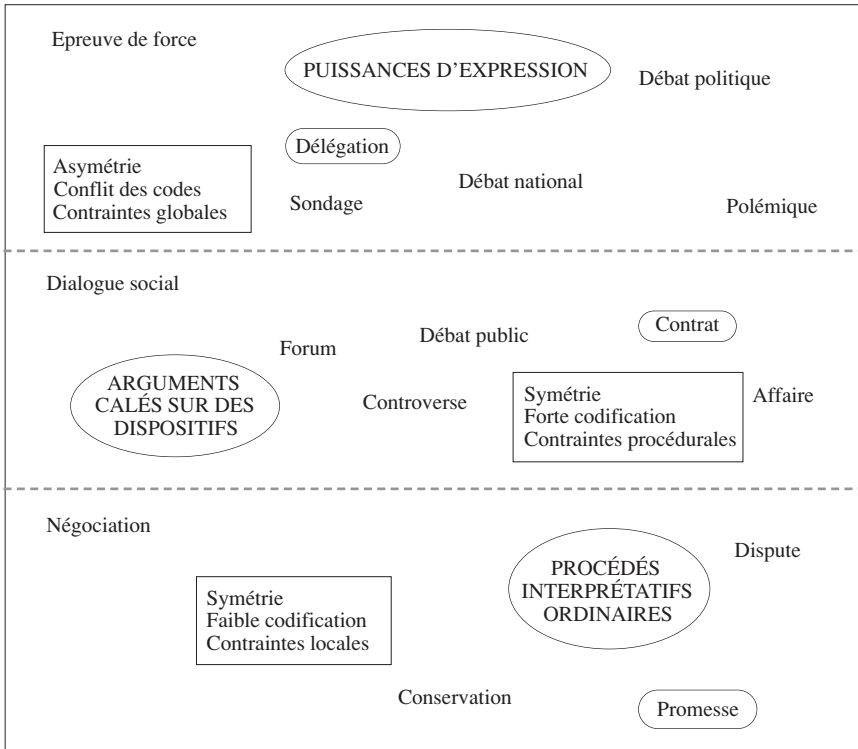 Epreuve de force
PUISSANCES D'EXPRESSION
Débat politique
Délégation
Asymétrie
Conflit des codes
Contraintes globales
Débat national
Sondage
Polémique
Dialogue social
Contrat
Débat public
Forum
ARGUMENTS
CALÉS SUR DES
DISPOSITIFS
Controverse
Symétrie
Forte codification
Contraintes procédurales
Affaire
Négociation
Dispute
PROCÉDÉS
INTERPRÉTATIFS
ORDINAIRES
Symétrie
Faible codification
Contraintes locales
Conservation
Promesse